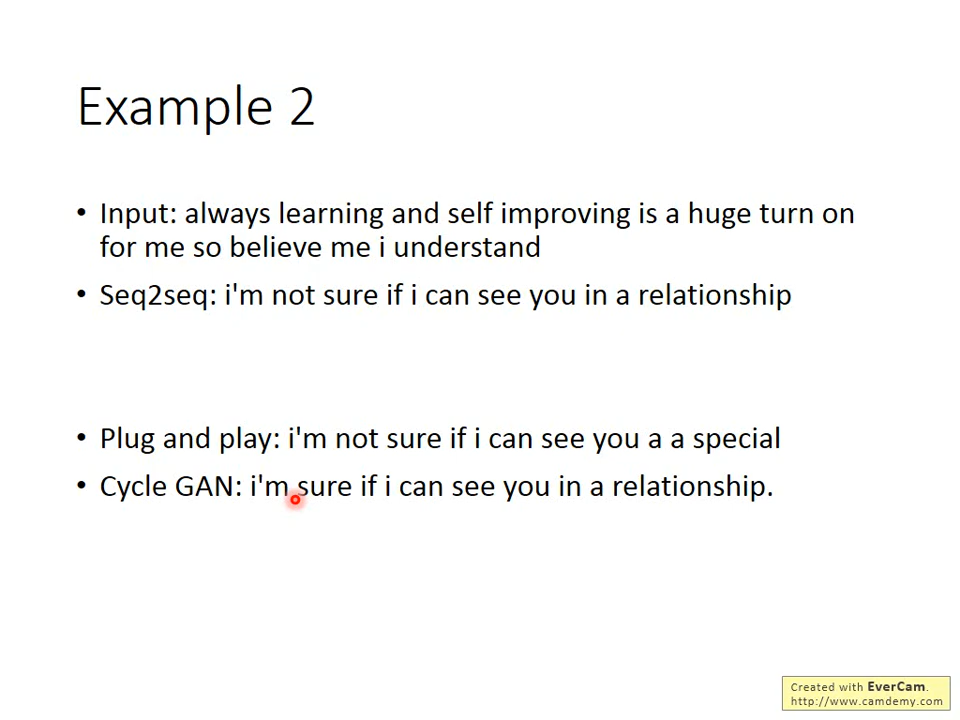 Example 2
• Input: always learning and self improving is a huge turn on
for me so believe me i understand
• Seq2seq: i'm not sure if i can see you in a relationship
• Plug and play: i'm not sure if i can see you a a special
• Cycle GAN: i'm sure if i can see you in a relationship.
Created with EverCam.
http://www.camdemy.com